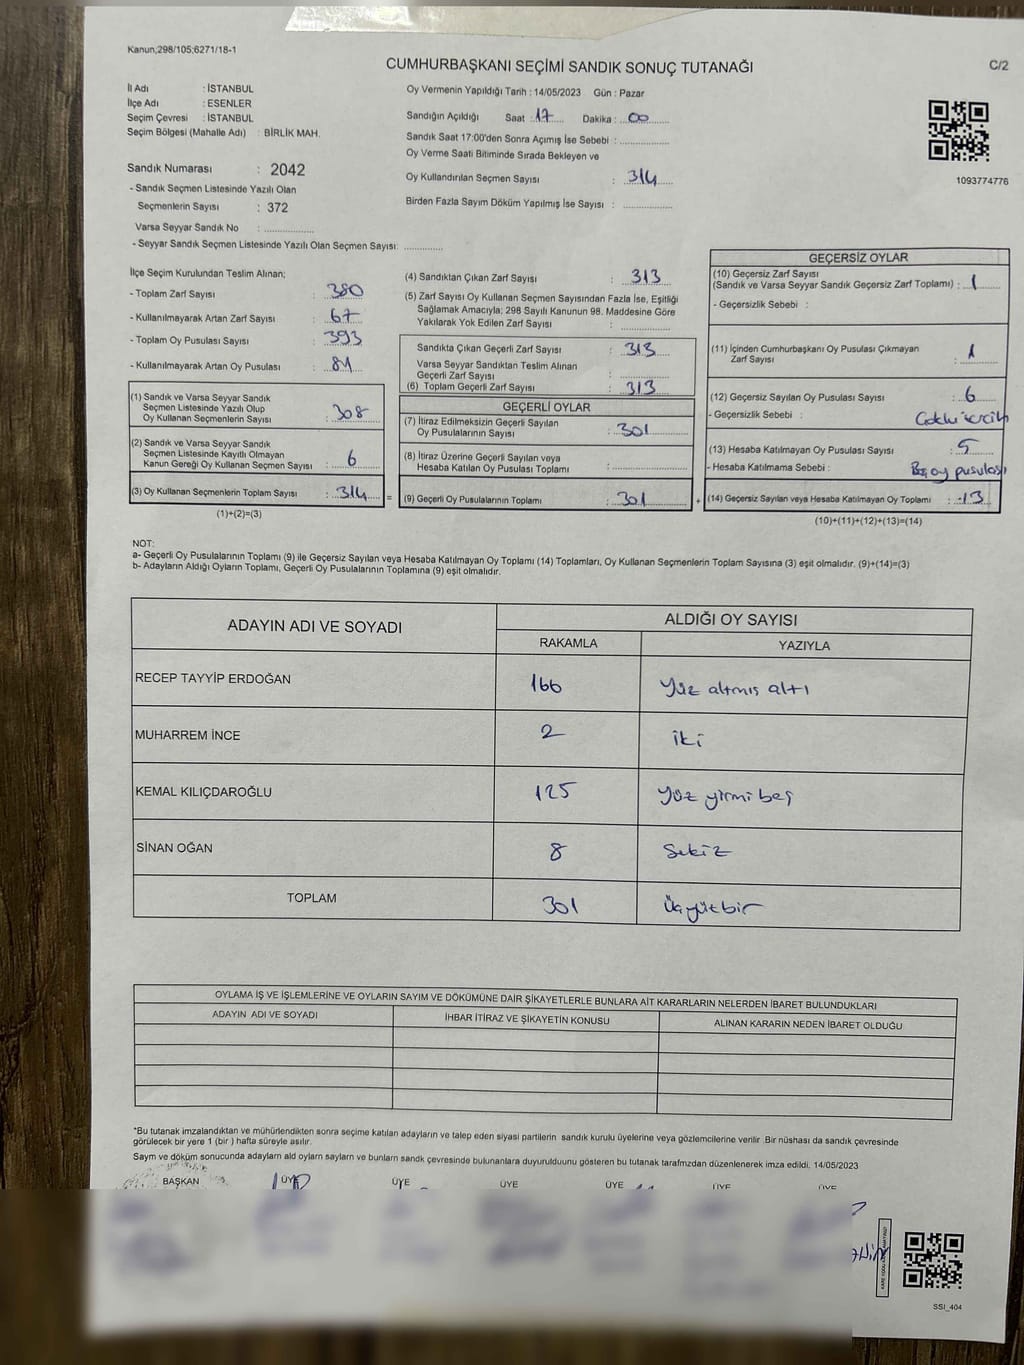 Kanun;298/105;6271/18-1
CUMHURBAŞKANI SEÇİMİ SANDIK SONUÇ TUTANAĞI
C/2
İl Adı : İSTANBUL
İlçe Adı : ESENLER
Seçim Çevresi : İSTANBUL
Seçim Bölgesi (Mahalle Adı) : BİRLİK MAH.
Sandık Numarası : 2042
- Sandık Seçmen Listesinde Yazılı Olan
Seçmenlerin Sayısı : 372
Varsa Seyyar Sandık No : ..............
- Seyyar Sandık Seçmen Listesinde Yazılı Olan Seçmen Sayısı: ............
Oy Vermenin Yapıldığı Tarih : 14/05/2023 Gün : Pazar
Sandığın Açıldığı Saat : 17 Dakika : 00
Sandık Saat 17:00'den Sonra Açımış İse Sebebi : ..............
Oy Verme Saati Bitiminde Sırada Bekleyen ve
Oy Kullandırılan Seçmen Sayısı : 314
Birden Fazla Sayım Döküm Yapılmış İse Sayısı : ..............
1093774776
İlçe Seçim Kurulundan Teslim Alınan;
- Toplam Zarf Sayısı : 380
- Kullanılmayarak Artan Zarf Sayısı : 67
- Toplam Oy Pusulası Sayısı : 393
- Kullanılmayarak Artan Oy Pusulası : 81
(1) Sandık ve Varsa Seyyar Sandık
Seçmen Listesinde Yazılı Olup
Oy Kullanan Seçmenlerin Sayısı : 308
(2) Sandık ve Varsa Seyyar Sandık
Seçmen Listesinde Kayıtlı Olmayan
Kanun Gereği Oy Kullanan Seçmen Sayısı : 6
(3) Oy Kullanan Seçmenlerin Toplam Sayısı : 314 =
(1)+(2)=(3)
(4) Sandıktan Çıkan Zarf Sayısı : 313
(5) Zarf Sayısı Oy Kullanan Seçmen Sayısından Fazla İse, Eşitliği
Sağlamak Amacıyla; 298 Sayılı Kanunun 98. Maddesine Göre
Yakılarak Yok Edilen Zarf Sayısı : ..............
Sandıkta Çıkan Geçerli Zarf Sayısı : 313
Varsa Seyyar Sandıktan Teslim Alınan
Geçerli Zarf Sayısı : ..............
(6) Toplam Geçerli Zarf Sayısı : 313
GEÇERLİ OYLAR
(7) İtiraz Edilmeksizin Geçerli Sayılan
Oy Pusulalarının Sayısı : 301
(8) İtiraz Üzerine Geçerli Sayılan veya
Hesaba Katılan Oy Pusulası Toplamı : ..............
(9) Geçerli Oy Pusulalarının Toplamı : 301 +
GEÇERSİZ OYLAR
(10) Geçersiz Zarf Sayısı
(Sandık ve Varsa Seyyar Sandık Geçersiz Zarf Toplamı) : 1
- Geçersizlik Sebebi :
(11) İçinden Cumhurbaşkanı Oy Pusulası Çıkmayan
Zarf Sayısı : 1
(12) Geçersiz Sayılan Oy Pusulası Sayısı : 6
- Geçersizlik Sebebi :
(13) Hesaba Katılmayan Oy Pusulası Sayısı : 5
- Hesaba Katılmama Sebebi : Boş oy pusulası
(14) Geçersiz Sayılan veya Hesaba Katılmayan Oy Toplamı : 13
(10)+(11)+(12)+(13)=(14)
NOT:
a- Geçerli Oy Pusulalarının Toplamı (9) ile Geçersiz Sayılan veya Hesaba Katılmayan Oy Toplamı (14) Toplamları, Oy Kullanan Seçmenlerin Toplam Sayısına (3) eşit olmalıdır. (9)+(14)=(3)
b- Adayların Aldığı Oyların Toplamı, Geçerli Oy Pusulalarının Toplamına (9) eşit olmalıdır.
ADAYIN ADI VE SOYADI
ALDIĞI OY SAYISI
RAKAMLA YAZIYLA
RECEP TAYYİP ERDOĞAN 166 Yüz altmış altı
MUHARREM İNCE 2 iki
KEMAL KILIÇDAROĞLU 125 Yüz yirmi beş
SİNAN OĞAN 8 Sekiz
TOPLAM 301 Üçyüzbir
OYLAMA İŞ VE İŞLEMLERİNE VE OYLARIN SAYIM VE DÖKÜMÜNE DAİR ŞİKAYETLERLE BUNLARA AİT KARARLARIN NELERDEN İBARET BULUNDUKLARI
ADAYIN ADI VE SOYADI İHBAR İTİRAZ VE ŞİKAYETİN KONUSU ALINAN KARARIN NEDEN İBARET OLDUĞU
*Bu tutanak imzalandıktan ve mühürlendikten sonra seçime katılan adayların ve talep eden siyasi partilerin sandık kurulu üyelerine veya gözlemcilerine verilir .Bir nüshası da sandık çevresinde
görülecek bir yere 1 (bir ) hafta süreyle asılır.
Sayım ve döküm sonucunda adayların ald oyların sayların ve bunların sandk çevresinde bulunanlara duyurulduunu gösteren bu tutanak tarafmzdan düzenlenerek imza edildi. 14/05/2023
BAŞKAN ÜYE ÜYE ÜYE ÜYE ÜYE ÜYE
SSI_404